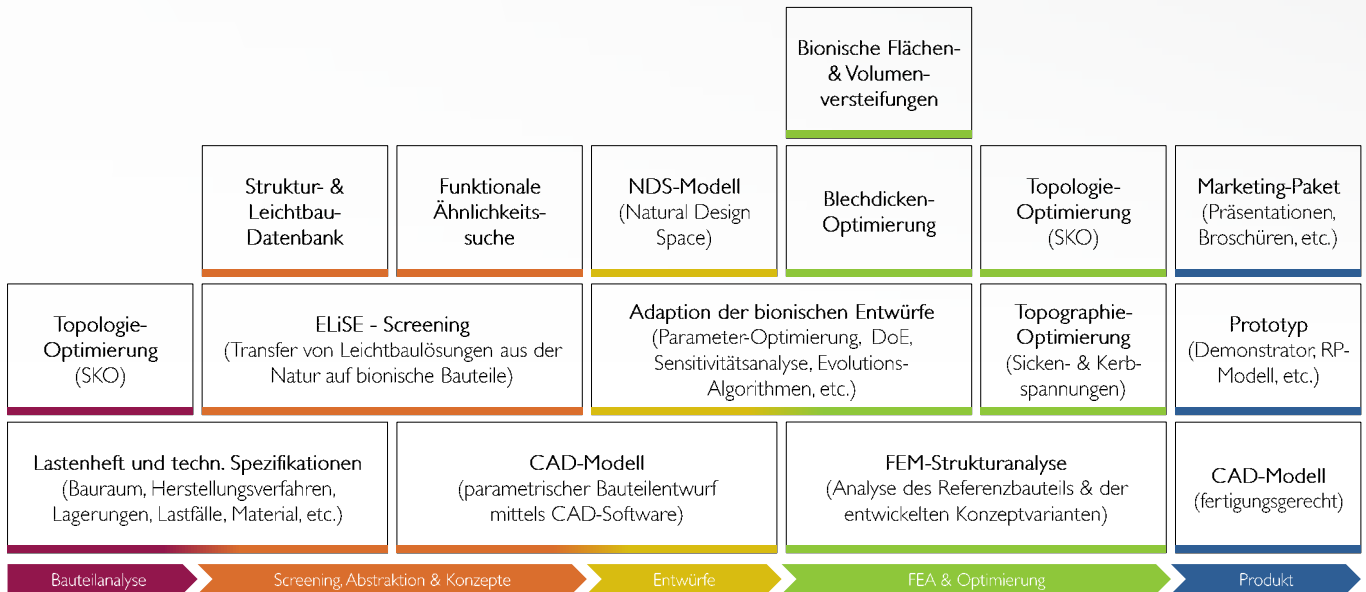 Bionische Flächen-
& Volumen-
versteifungen
Struktur- &
Leichtbau-
Datenbank
Funktionale
Ähnlichkeits-
suche
NDS-Modell
(Natural Design
Space)
Blechdicken-
Optimierung
Topologie-
Optimierung
(SKO)
Marketing-Paket
(Präsentationen,
Broschüren, etc.)
Topologie-
Optimierung
(SKO)
ELiSE - Screening
(Transfer von Leichtbaulösungen aus der
Natur auf bionische Bauteile)
Adaption der bionischen Entwürfe
(Parameter-Optimierung, DoE,
Sensitivitätsanalyse, Evolutions-
Algorithmen, etc.)
Topographie-
Optimierung
(Sicken- & Kerb-
spannungen)
Prototyp
(Demonstrator, RP-
Modell, etc.)
Lastenheft und techn. Spezifikationen
(Bauraum, Herstellungsverfahren,
Lagerungen, Lastfälle, Material, etc.)
CAD-Modell
(parametrischer Bauteilentwurf
mittels CAD-Software)
FEM-Strukturanalyse
(Analyse des Referenzbauteils & der
entwickelten Konzeptvarianten)
CAD-Modell
(fertigungsgerecht)
Bauteilanalyse
Screening, Abstraktion & Konzepte
Entwürfe
FEA & Optimierung
Produkt